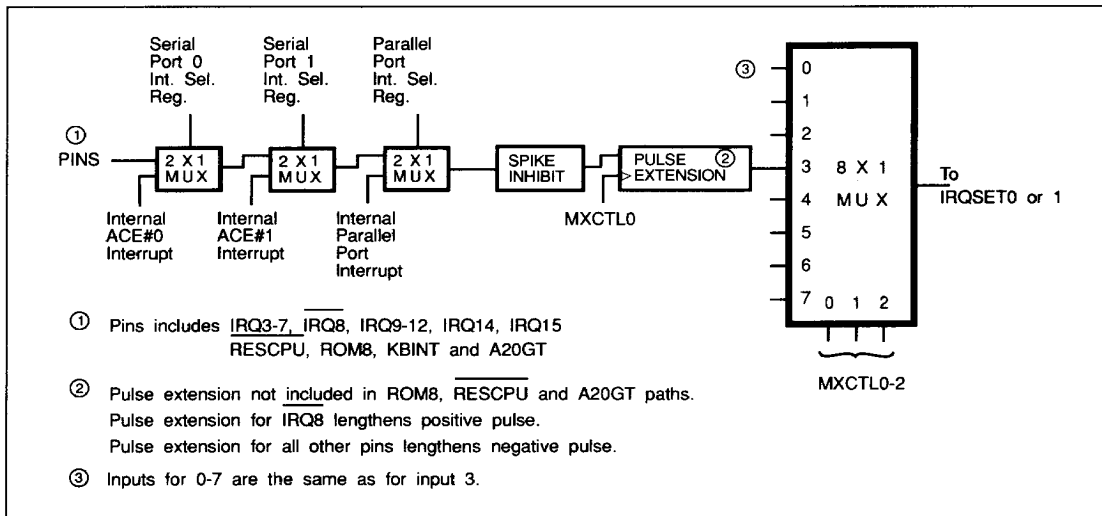 Serial
Port 0
Int. Sel.
Reg.
Serial
Port 1
Int. Sel.
Reg.
Parallel
Port
Int. Sel.
Reg.
①
PINS
2 X 1
MUX
2 X 1
MUX
2 X 1
MUX
SPIKE
INHIBIT
PULSE ②
EXTENSION
MXCTL0
Internal
ACE#0
Interrupt
Internal
ACE#1
Interrupt
Internal
Parallel
Port
Interrupt
③
0
1
2
3
4
5
6
7
8 X 1
MUX
0 1 2
MXCTL0-2
To
IRQSET0 or 1
① Pins includes IRQ3-7, IRQ8, IRQ9-12, IRQ14, IRQ15
RESCPU, ROM8, KBINT and A20GT
② Pulse extension not included in ROM8, RESCPU and A20GT paths.
Pulse extension for IRQ8 lengthens positive pulse.
Pulse extension for all other pins lengthens negative pulse.
③ Inputs for 0-7 are the same as for input 3.